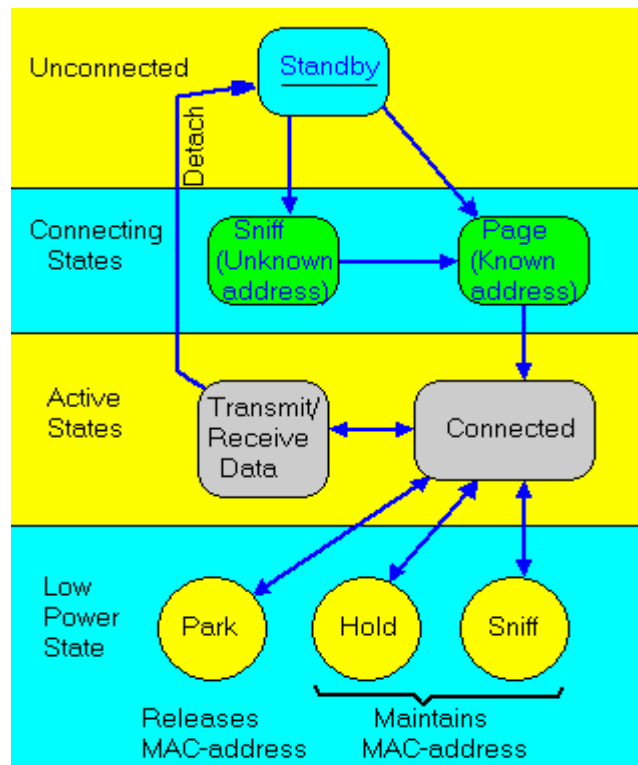 Unconnected
Standby
Detach
Connecting
States
Sniff
(Unknown
address)
Page
(Known
address)
Active
States
Transmit/
Receive
Data
Connected
Low
Power
State
Park
Hold
Sniff
Releases
MAC-address
Maintains
MAC-address